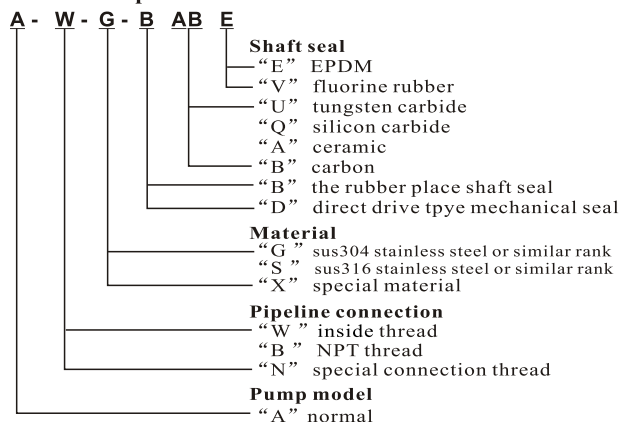 A - W - G - B AB E
Shaft seal
“E” EPDM
“V” fluorine rubber
“U” tungsten carbide
“Q” silicon carbide
“A” ceramic
“B” carbon
“B” the rubber place shaft seal
“D” direct drive tpye mechanical seal
Material
“G ” sus304 stainless steel or similar rank
“S ” sus316 stainless steel or similar rank
“X” special material
Pipeline connection
“W ” inside thread
“B ” NPT thread
“N” special connection thread
Pump model
“A” normal